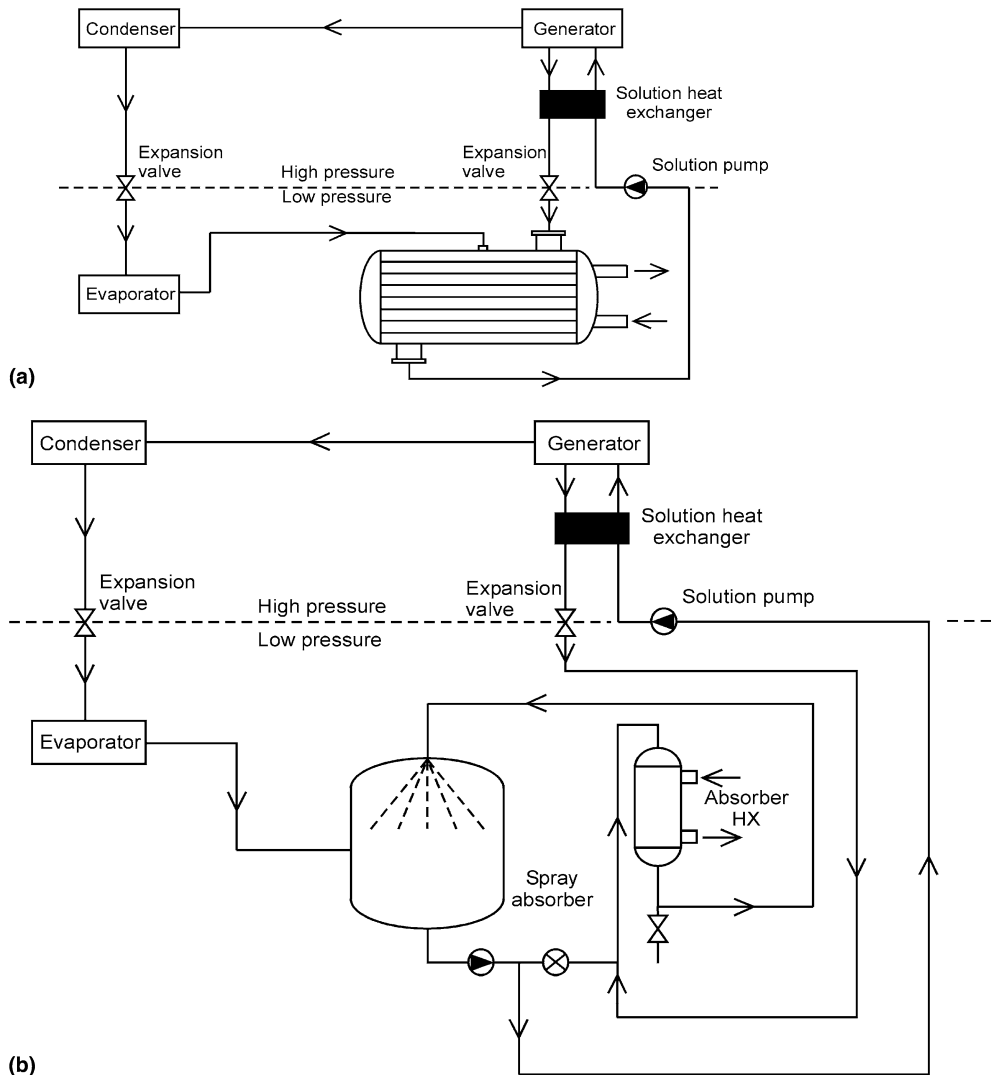 Condenser
Generator
Solution heat
exchanger
Expansion
valve
High pressure
Low pressure
Expansion
valve
Solution pump
Evaporator
(a)
Condenser
Generator
Solution heat
exchanger
Expansion
valve
High pressure
Low pressure
Expansion
valve
Solution pump
Evaporator
Absorber
HX
Spray
absorber
(b)